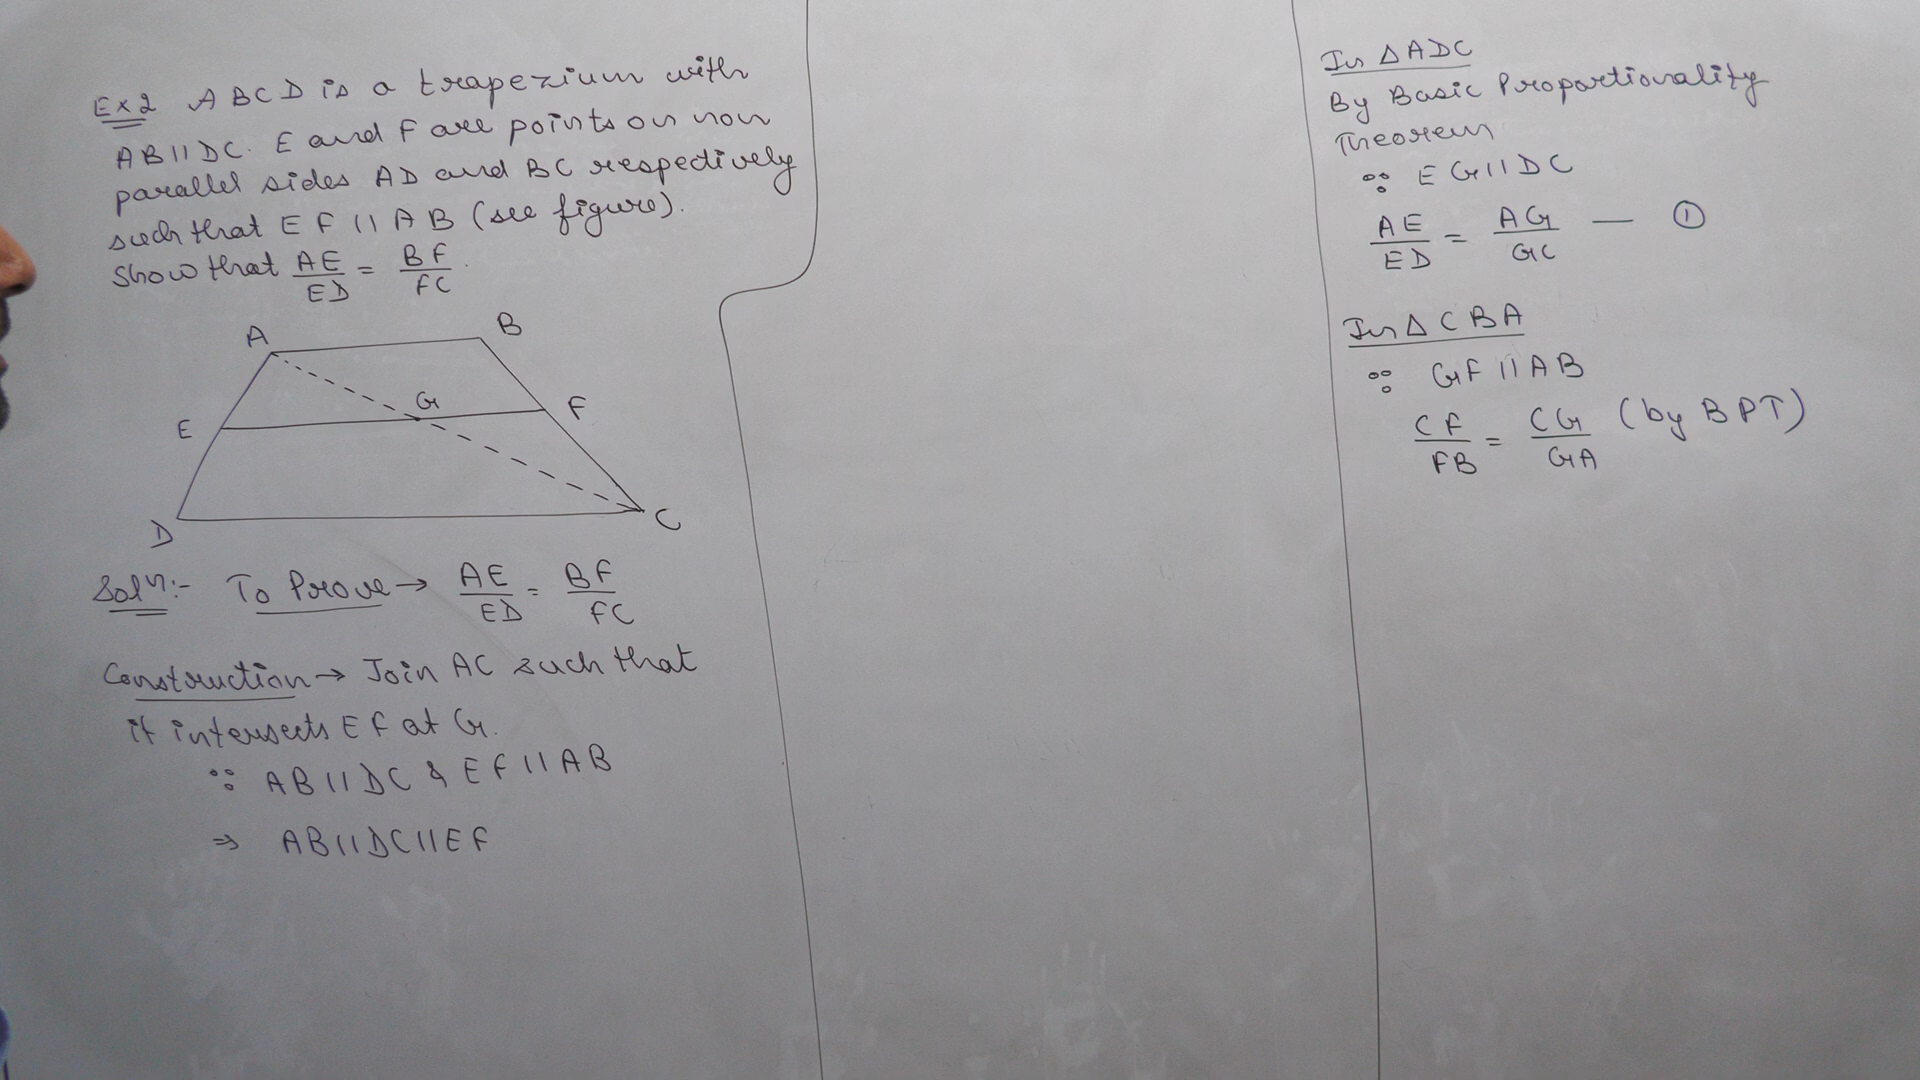 Ex 2 ABCD is a trapezium with
AB || DC. E and F are points on non
parallel sides AD and BC respectively
such that EF || AB (see figure).
Show that AE/ED = BF/FC.
A
B
G
F
E
D
C
Solⁿ:- To Prove → AE/ED = BF/FC
Construction → Join AC such that
it intersects EF at G.
∵ AB || DC & EF || AB
⇒ AB || DC || EF
In △ ADC
By Basic Proportionality
Theorem
∵ EG || DC
AE/ED = AG/GC — ①
In △ CBA
∵ GF || AB
CF/FB = CG/GA (by BPT)